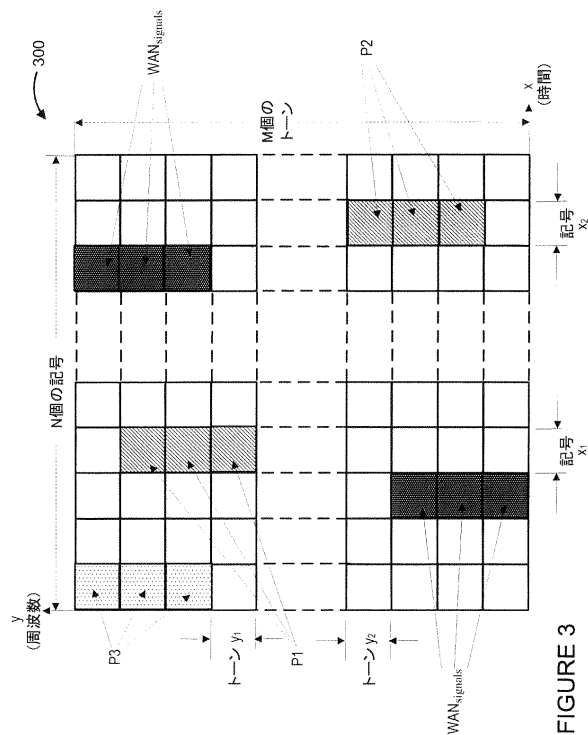 300
N個の記号
WANsignals
y
(周波数)
M個の
トーン
P3
P2
トーン y1
P1
トーン y2
x
(時間)
WANsignals
記号
x1
記号
x2
FIGURE 3